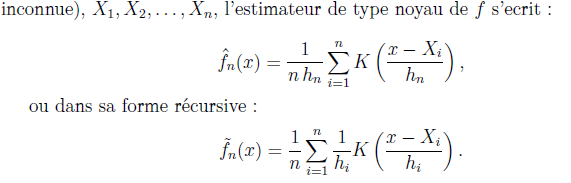 inconnue), $X_1, X_2, \ldots, X_n$, l'estimateur de type noyau de $f$ s'ecrit :
$$\hat{f}_n(x) = \frac{1}{n\,h_n} \sum_{i=1}^{n} K\left(\frac{x - X_i}{h_n}\right),$$
ou dans sa forme récursive :
$$\tilde{f}_n(x) = \frac{1}{n} \sum_{i=1}^{n} \frac{1}{h_i} K\left(\frac{x - X_i}{h_i}\right).$$